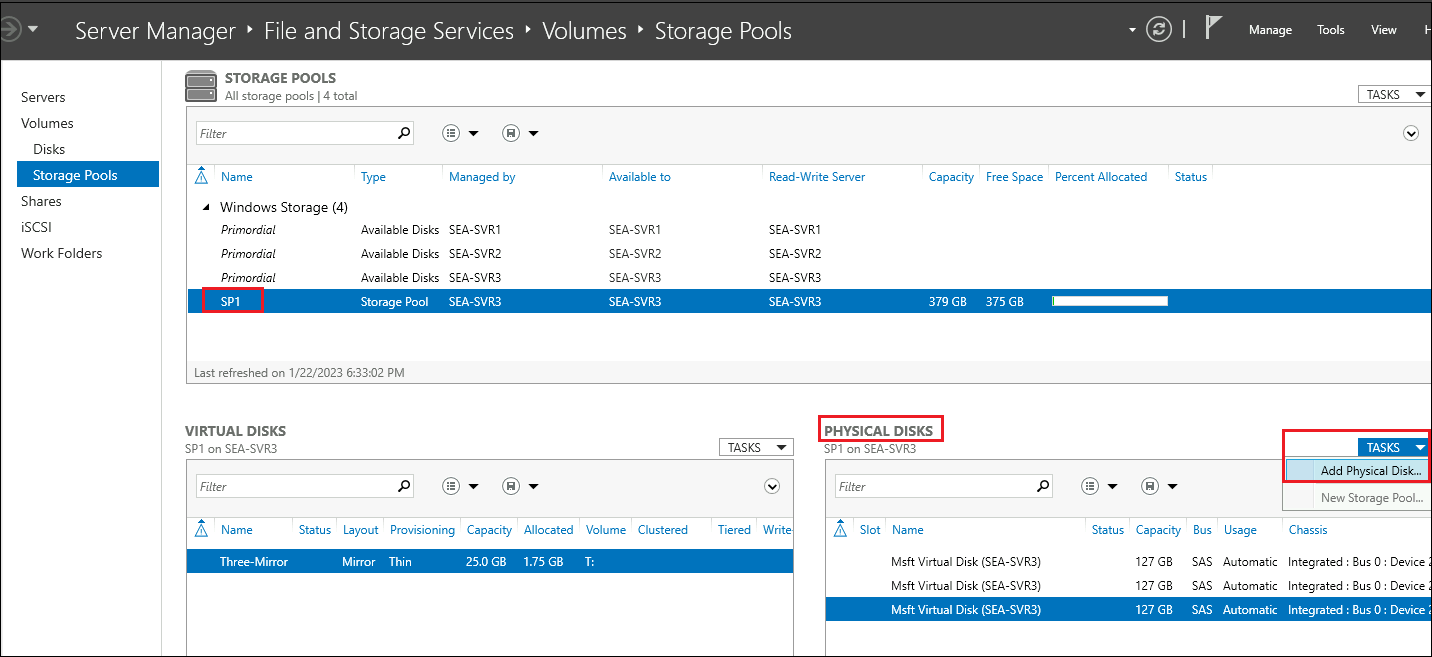 Server Manager • File and Storage Services • Volumes • Storage Pools
Manage Tools View H
Servers
Volumes
Disks
Storage Pools
Shares
iSCSI
Work Folders
STORAGE POOLS
All storage pools | 4 total
TASKS
Filter
Name Type Managed by Available to Read-Write Server Capacity Free Space Percent Allocated Status
Windows Storage (4)
Primordial Available Disks SEA-SVR1 SEA-SVR1 SEA-SVR1
Primordial Available Disks SEA-SVR2 SEA-SVR2 SEA-SVR2
Primordial Available Disks SEA-SVR3 SEA-SVR3 SEA-SVR3
SP1 Storage Pool SEA-SVR3 SEA-SVR3 SEA-SVR3 379 GB 375 GB
Last refreshed on 1/22/2023 6:33:02 PM
VIRTUAL DISKS
SP1 on SEA-SVR3
TASKS
Filter
Name Status Layout Provisioning Capacity Allocated Volume Clustered Tiered Write-
Three-Mirror Mirror Thin 25.0 GB 1.75 GB T:
PHYSICAL DISKS
SP1 on SEA-SVR3
TASKS
Add Physical Disk...
New Storage Pool...
Filter
Slot Name Status Capacity Bus Usage Chassis
Msft Virtual Disk (SEA-SVR3) 127 GB SAS Automatic Integrated : Bus 0 : Device 2
Msft Virtual Disk (SEA-SVR3) 127 GB SAS Automatic Integrated : Bus 0 : Device 2
Msft Virtual Disk (SEA-SVR3) 127 GB SAS Automatic Integrated : Bus 0 : Device 2